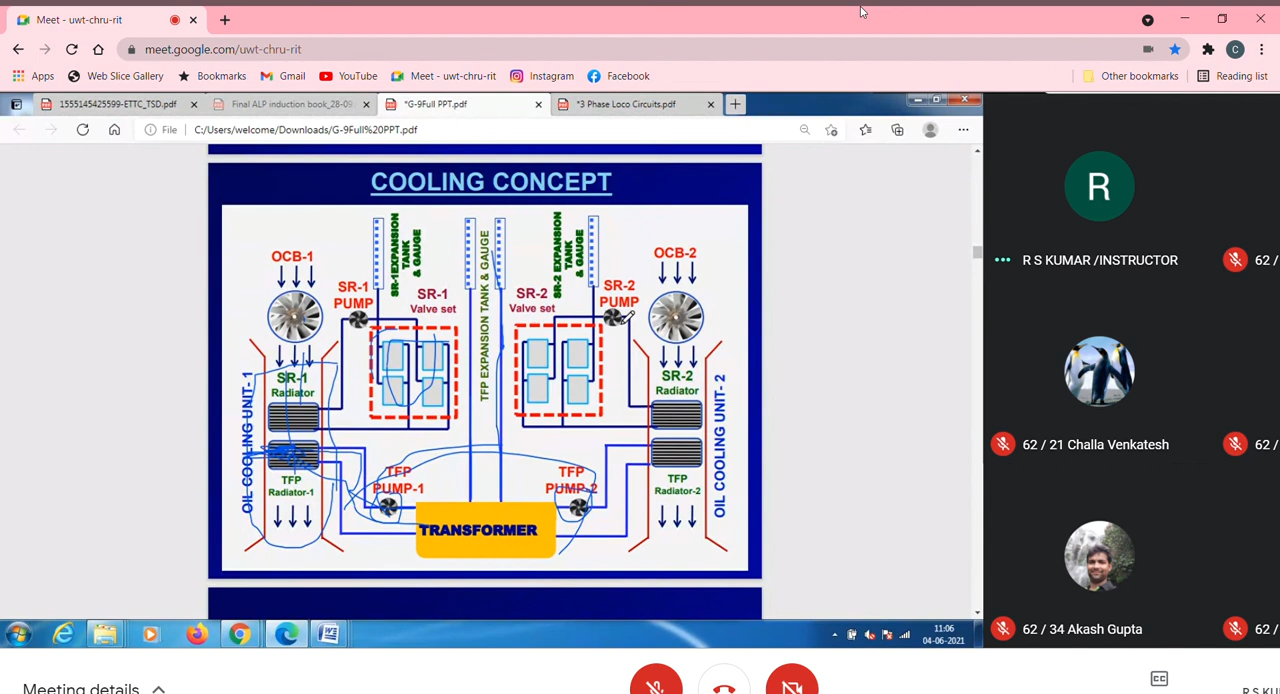 Meet - uwt-chru-rit
meet.google.com/uwt-chru-rit
Apps
Web Slice Gallery
Bookmarks
Gmail
YouTube
Meet - uwt-chru-rit
Instagram
Facebook
Other bookmarks
Reading list
C
1555145425599-ETTC_TSD.pdf
Final ALP induction book_28-09
*G-9Full PPT.pdf
*3 Phase Loco Circuits.pdf
File
C:/Users/welcome/Downloads/G-9Full%20PPT.pdf
COOLING CONCEPT
OCB-1
SR-1
PUMP
SR-1EXPANSION
TANK
& GAUGE
SR-1
Valve set
TFP EXPANSION TANK & GAUGE
SR-2
Valve set
SR-2 EXPANSION
TANK
& GAUGE
SR-2
PUMP
OCB-2
OIL COOLING UNIT- 1
SR-1
Radiator
TFP
Radiator-1
TFP
PUMP-1
TRANSFORMER
TFP
PUMP-2
SR-2
Radiator
TFP
Radiator-2
OIL COOLING UNIT- 2
11:06
04-06-2021
R
R S KUMAR /INSTRUCTOR
62 /
62 / 21 Challa Venkatesh
62 /
62 / 34 Akash Gupta
62 /
Meeting details
CC
R S KU